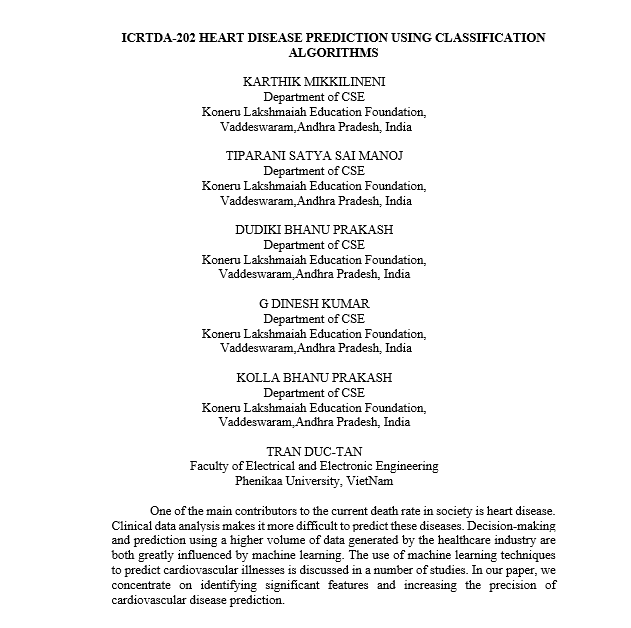 ICRTDA-202 HEART DISEASE PREDICTION USING CLASSIFICATION
ALGORITHMS
KARTHIK MIKKILINENI
Department of CSE
Koneru Lakshmaiah Education Foundation,
Vaddeswaram,Andhra Pradesh, India
TIPARANI SATYA SAI MANOJ
Department of CSE
Koneru Lakshmaiah Education Foundation,
Vaddeswaram,Andhra Pradesh, India
DUDIKI BHANU PRAKASH
Department of CSE
Koneru Lakshmaiah Education Foundation,
Vaddeswaram,Andhra Pradesh, India
G DINESH KUMAR
Department of CSE
Koneru Lakshmaiah Education Foundation,
Vaddeswaram,Andhra Pradesh, India
KOLLA BHANU PRAKASH
Department of CSE
Koneru Lakshmaiah Education Foundation,
Vaddeswaram,Andhra Pradesh, India
TRAN DUC-TAN
Faculty of Electrical and Electronic Engineering
Phenikaa University, VietNam
One of the main contributors to the current death rate in society is heart disease.
Clinical data analysis makes it more difficult to predict these diseases. Decision-making
and prediction using a higher volume of data generated by the healthcare industry are
both greatly influenced by machine learning. The use of machine learning techniques
to predict cardiovascular illnesses is discussed in a number of studies. In our paper, we
concentrate on identifying significant features and increasing the precision of
cardiovascular disease prediction.